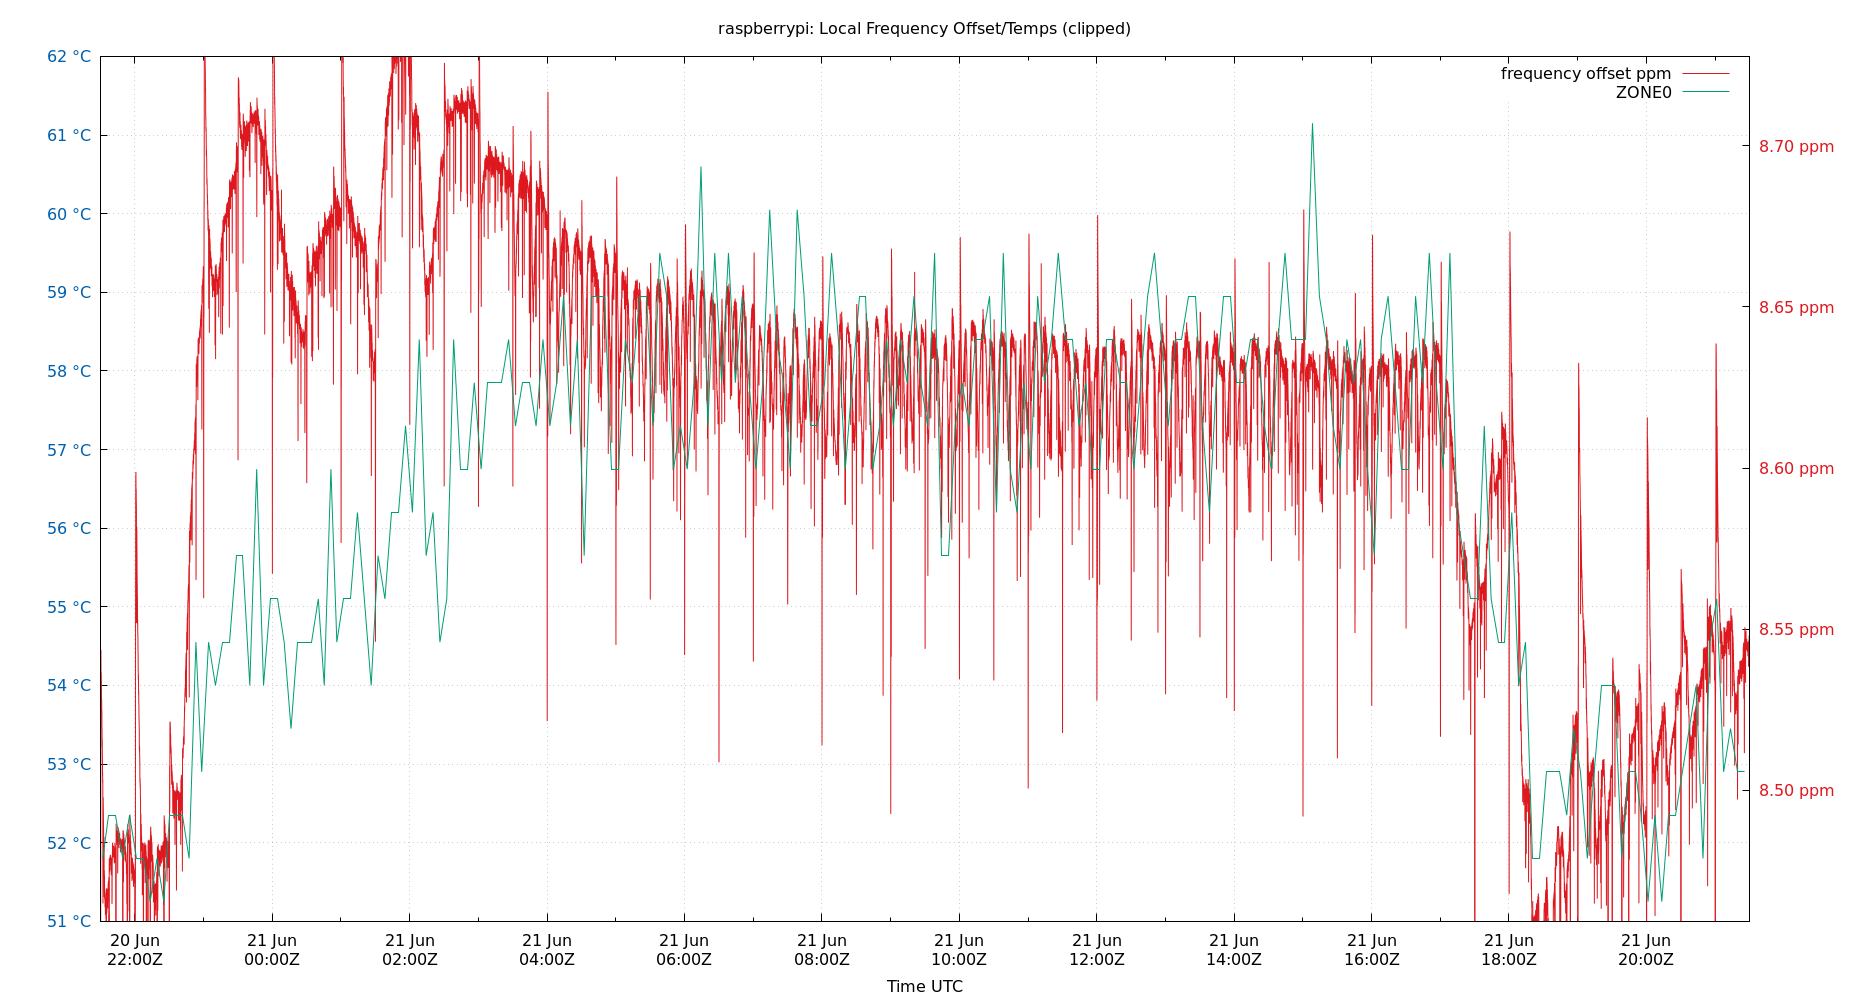 raspberrypi: Local Frequency Offset/Temps (clipped)
frequency offset ppm
ZONE0
62 °C
61 °C
60 °C
59 °C
58 °C
57 °C
56 °C
55 °C
54 °C
53 °C
52 °C
51 °C
8.70 ppm
8.65 ppm
8.60 ppm
8.55 ppm
8.50 ppm
20 Jun 21 Jun 21 Jun 21 Jun 21 Jun 21 Jun 21 Jun 21 Jun 21 Jun 21 Jun 21 Jun 21 Jun
22:00Z 00:00Z 02:00Z 04:00Z 06:00Z 08:00Z 10:00Z 12:00Z 14:00Z 16:00Z 18:00Z 20:00Z
Time UTC